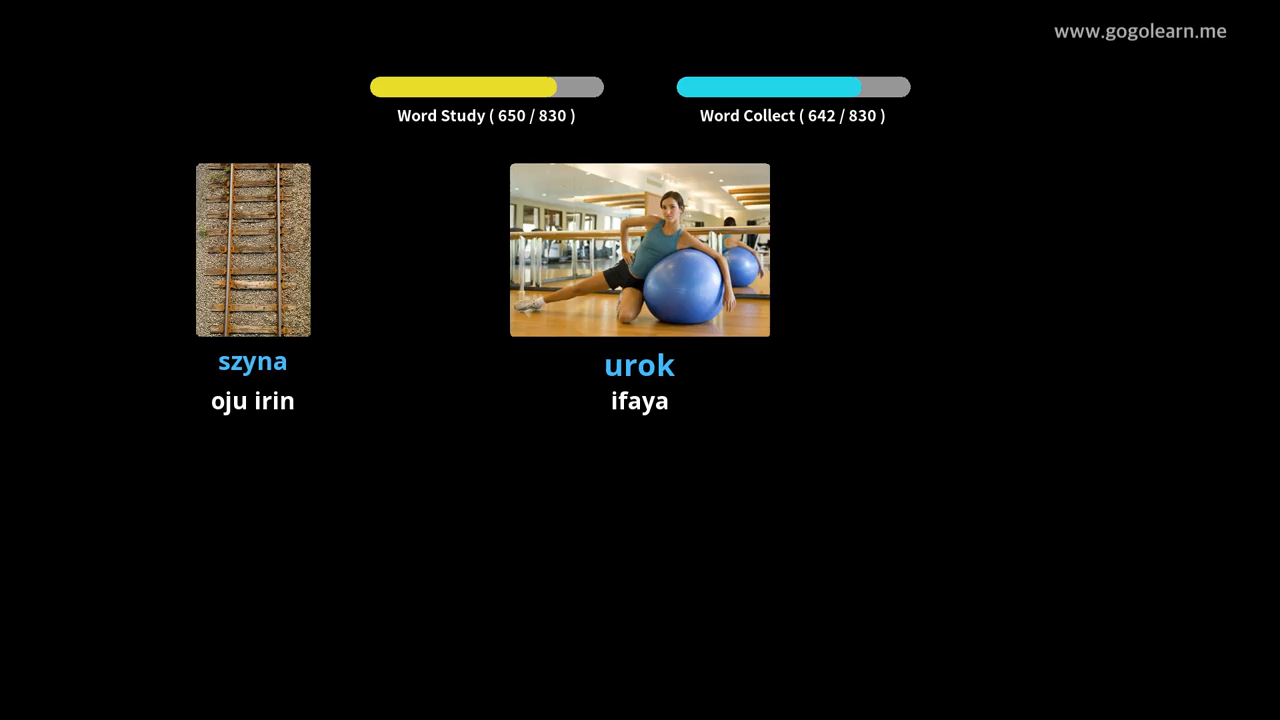 www.gogolearn.me
Word Study ( 650 / 830 )
Word Collect ( 642 / 830 )
szyna
oju irin
urok
ifaya